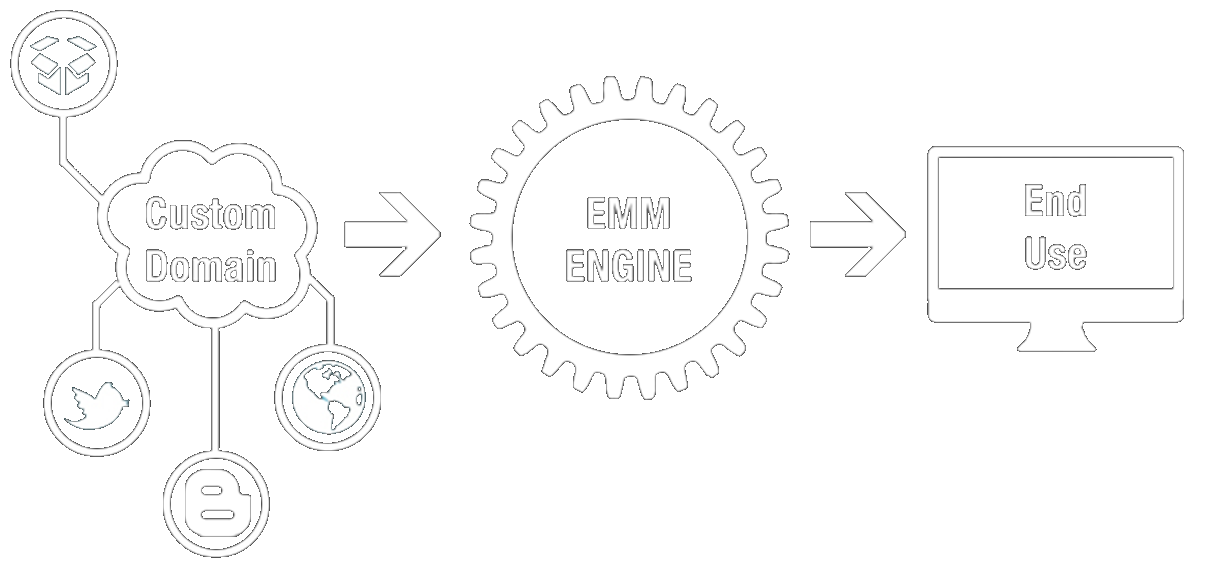 Custom
Domain
EMM
ENGINE
End
Use